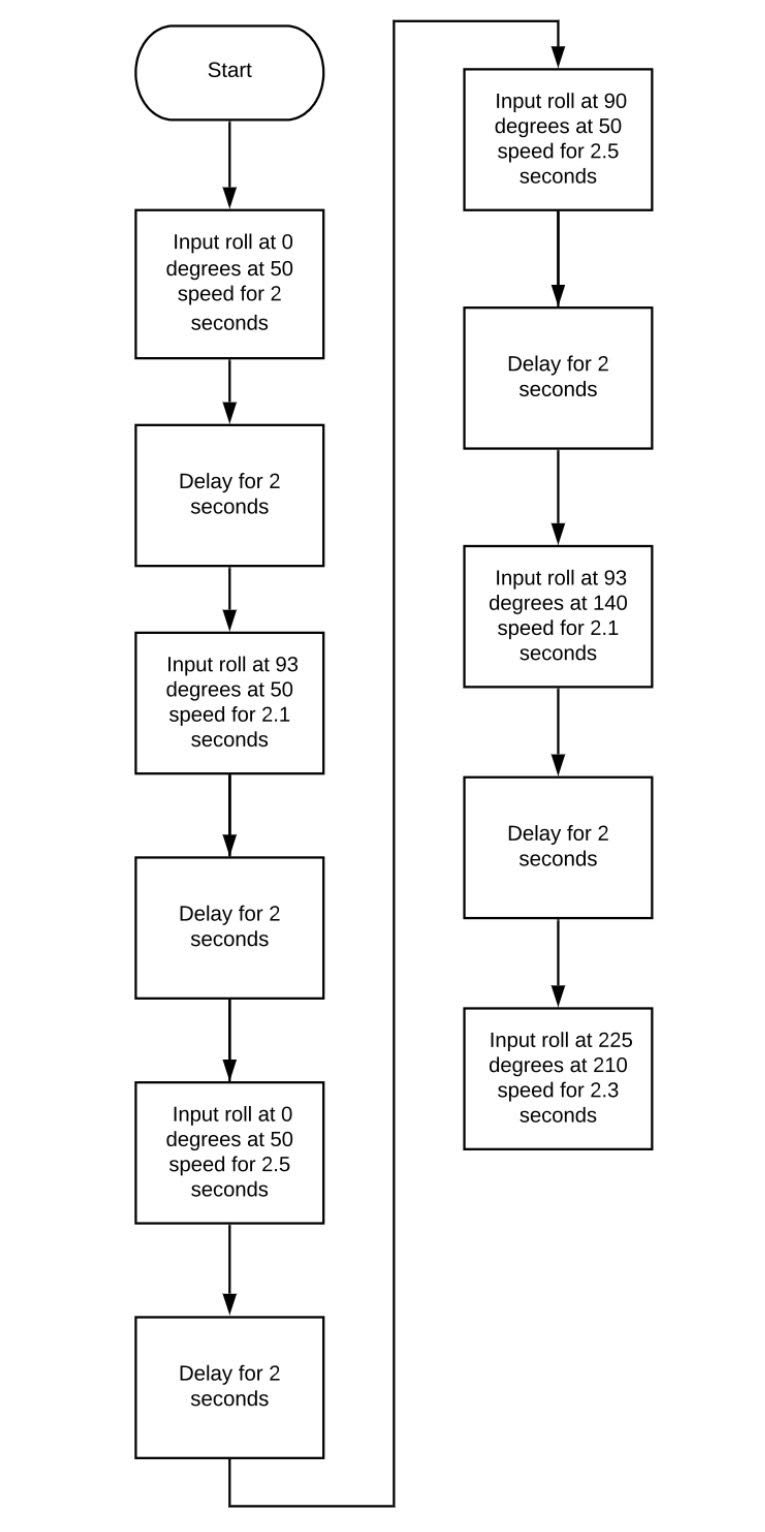 Start
Input roll at 0
degrees at 50
speed for 2
seconds
Delay for 2
seconds
Input roll at 93
degrees at 50
speed for 2.1
seconds
Delay for 2
seconds
Input roll at 0
degrees at 50
speed for 2.5
seconds
Delay for 2
seconds
Input roll at 90
degrees at 50
speed for 2.5
seconds
Delay for 2
seconds
Input roll at 93
degrees at 140
speed for 2.1
seconds
Delay for 2
seconds
Input roll at 225
degrees at 210
speed for 2.3
seconds